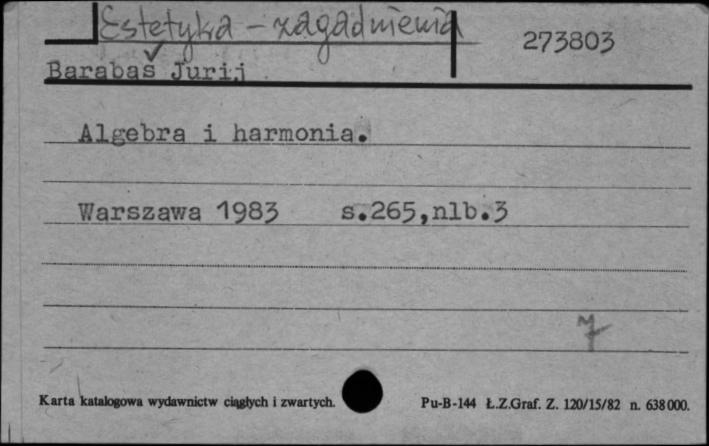 Estetyka - zagadnienia
273803
Barabaš Jurij
Algebra i harmonia.
Warszawa 1983 s.265,nlb.3
Karta katalogowa wydawnictw ciągłych i zwartych.
Pu-B-144 Ł.Z.Graf. Z. 120/15/82 n. 638000.